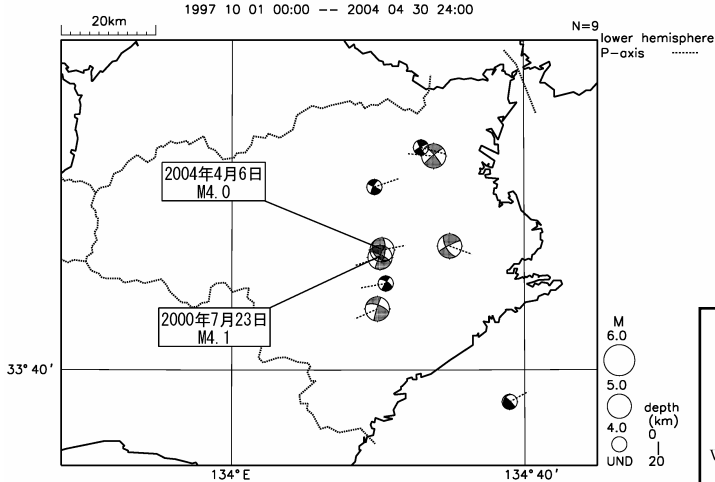 1997 10 01 00:00 -- 2004 04 30 24:00
20km
N=9
lower hemisphere
P-axis
2004年4月6日
M4.0
2000年7月23日
M4.1
33°40'
134°E
134°40'
M
6.0
5.0
4.0
UND
depth
(km)
0
20